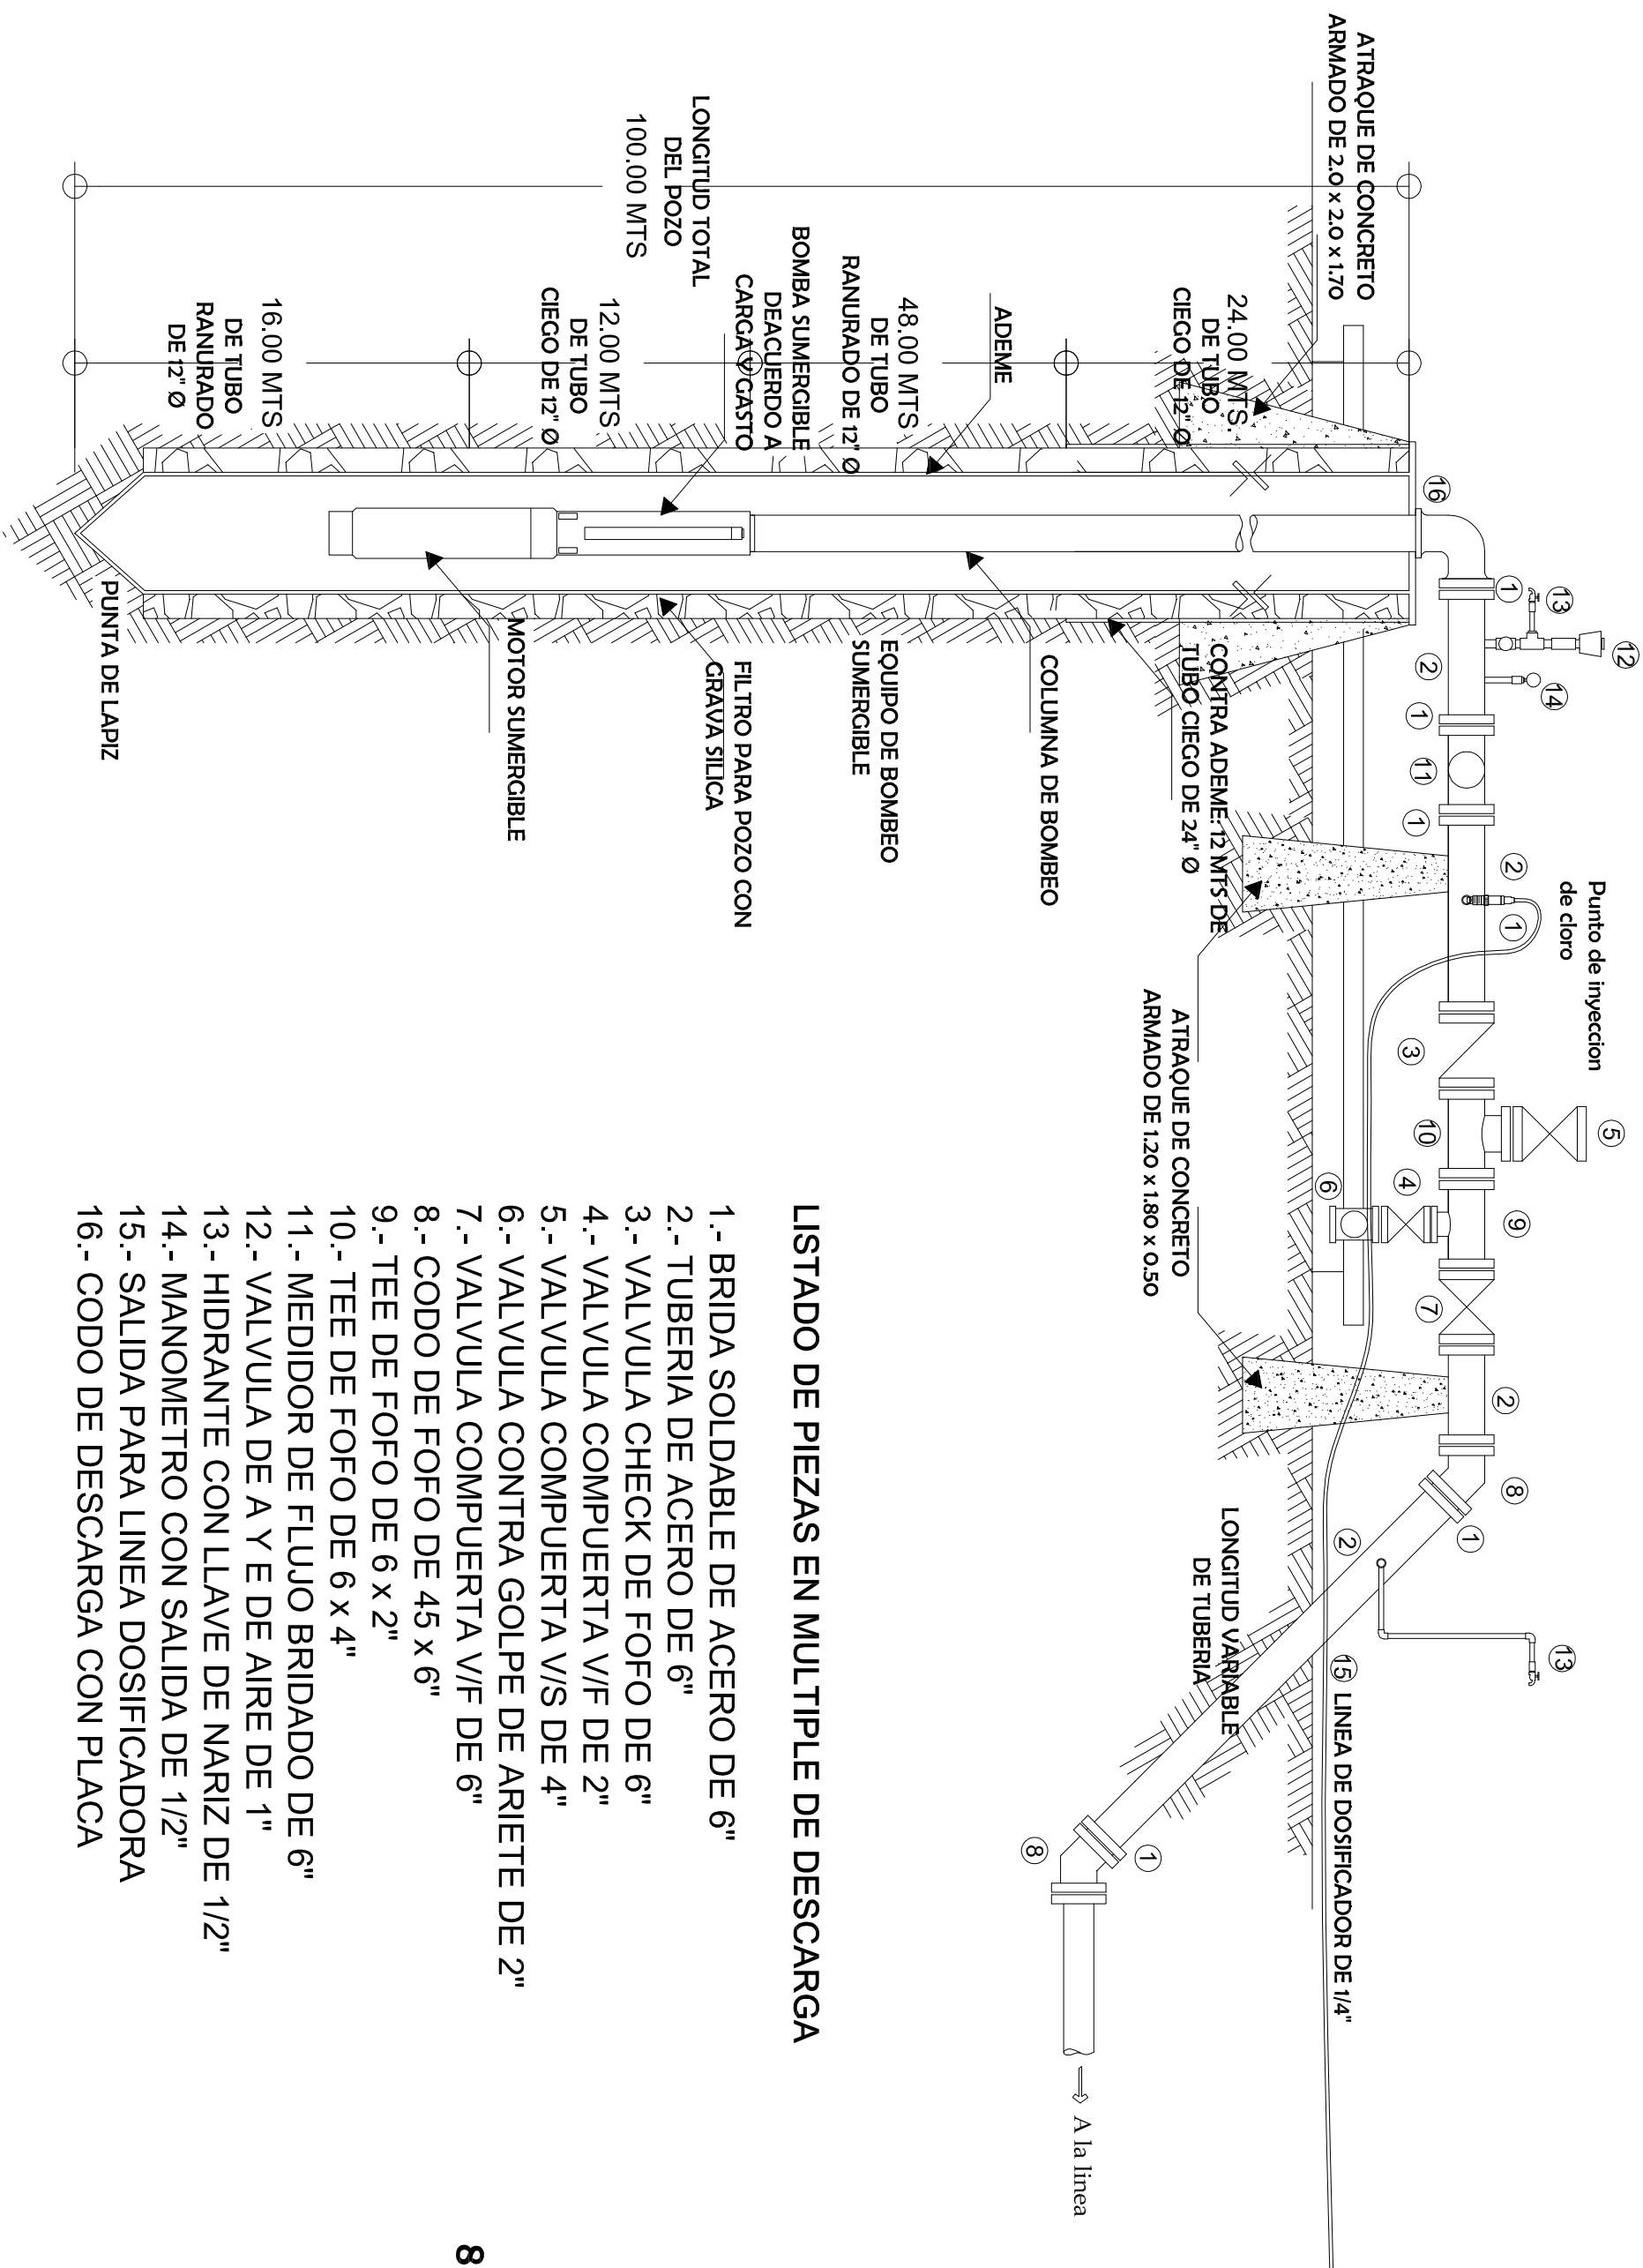 ATRAQUE DE CONCRETO
ARMADO DE 2.0 x 2.0 x 1.70
16
1
13
12
2
14
1
11
1
2
1
Punto de inyeccion
de cloro
3
10
5
6
4
9
7
2
8
1
2
13
15
LINEA DE DOSIFICADOR DE 1/4"
LONGITUD VARIABLE
DE TUBERIA
1
8
A la linea
24.00 MTS.
DE TUBO
CIEGO DE 12" Ø
ADEME
48.00 MTS
DE TUBO
RANURADO DE 12" Ø
BOMBA SUMERGIBLE
DEACUERDO A
CARGA Y GASTO
LONGITUD TOTAL
DEL POZO
100.00 MTS
12.00 MTS
DE TUBO
CIEGO DE 12" Ø
16.00 MTS
DE TUBO
RANURADO
DE 12" Ø
CONTRA ADEME: 12 MTS DE
TUBO CIEGO DE 24" Ø
ATRAQUE DE CONCRETO
ARMADO DE 1.20 x 1.80 x 0.50
COLUMNA DE BOMBEO
EQUIPO DE BOMBEO
SUMERGIBLE
FILTRO PARA POZO CON
GRAVA SILICA
MOTOR SUMERGIBLE
PUNTA DE LAPIZ
LISTADO DE PIEZAS EN MULTIPLE DE DESCARGA
1.- BRIDA SOLDABLE DE ACERO DE 6"
2.- TUBERIA DE ACERO DE 6"
3.- VALVULA CHECK DE FOFO DE 6"
4.- VALVULA COMPUERTA V/F DE 2"
5.- VALVULA COMPUERTA V/S DE 4"
6.- VALVULA CONTRA GOLPE DE ARIETE DE 2"
7.- VALVULA COMPUERTA V/F DE 6"
8.- CODO DE FOFO DE 45 x 6"
9.- TEE DE FOFO DE 6 x 2"
10.- TEE DE FOFO DE 6 x 4"
11.- MEDIDOR DE FLUJO BRIDADO DE 6"
12.- VALVULA DE A Y E DE AIRE DE 1"
13.- HIDRANTE CON LLAVE DE NARIZ DE 1/2"
14.- MANOMETRO CON SALIDA DE 1/2"
15.- SALIDA PARA LINEA DOSIFICADORA
16.- CODO DE DESCARGA CON PLACA
8